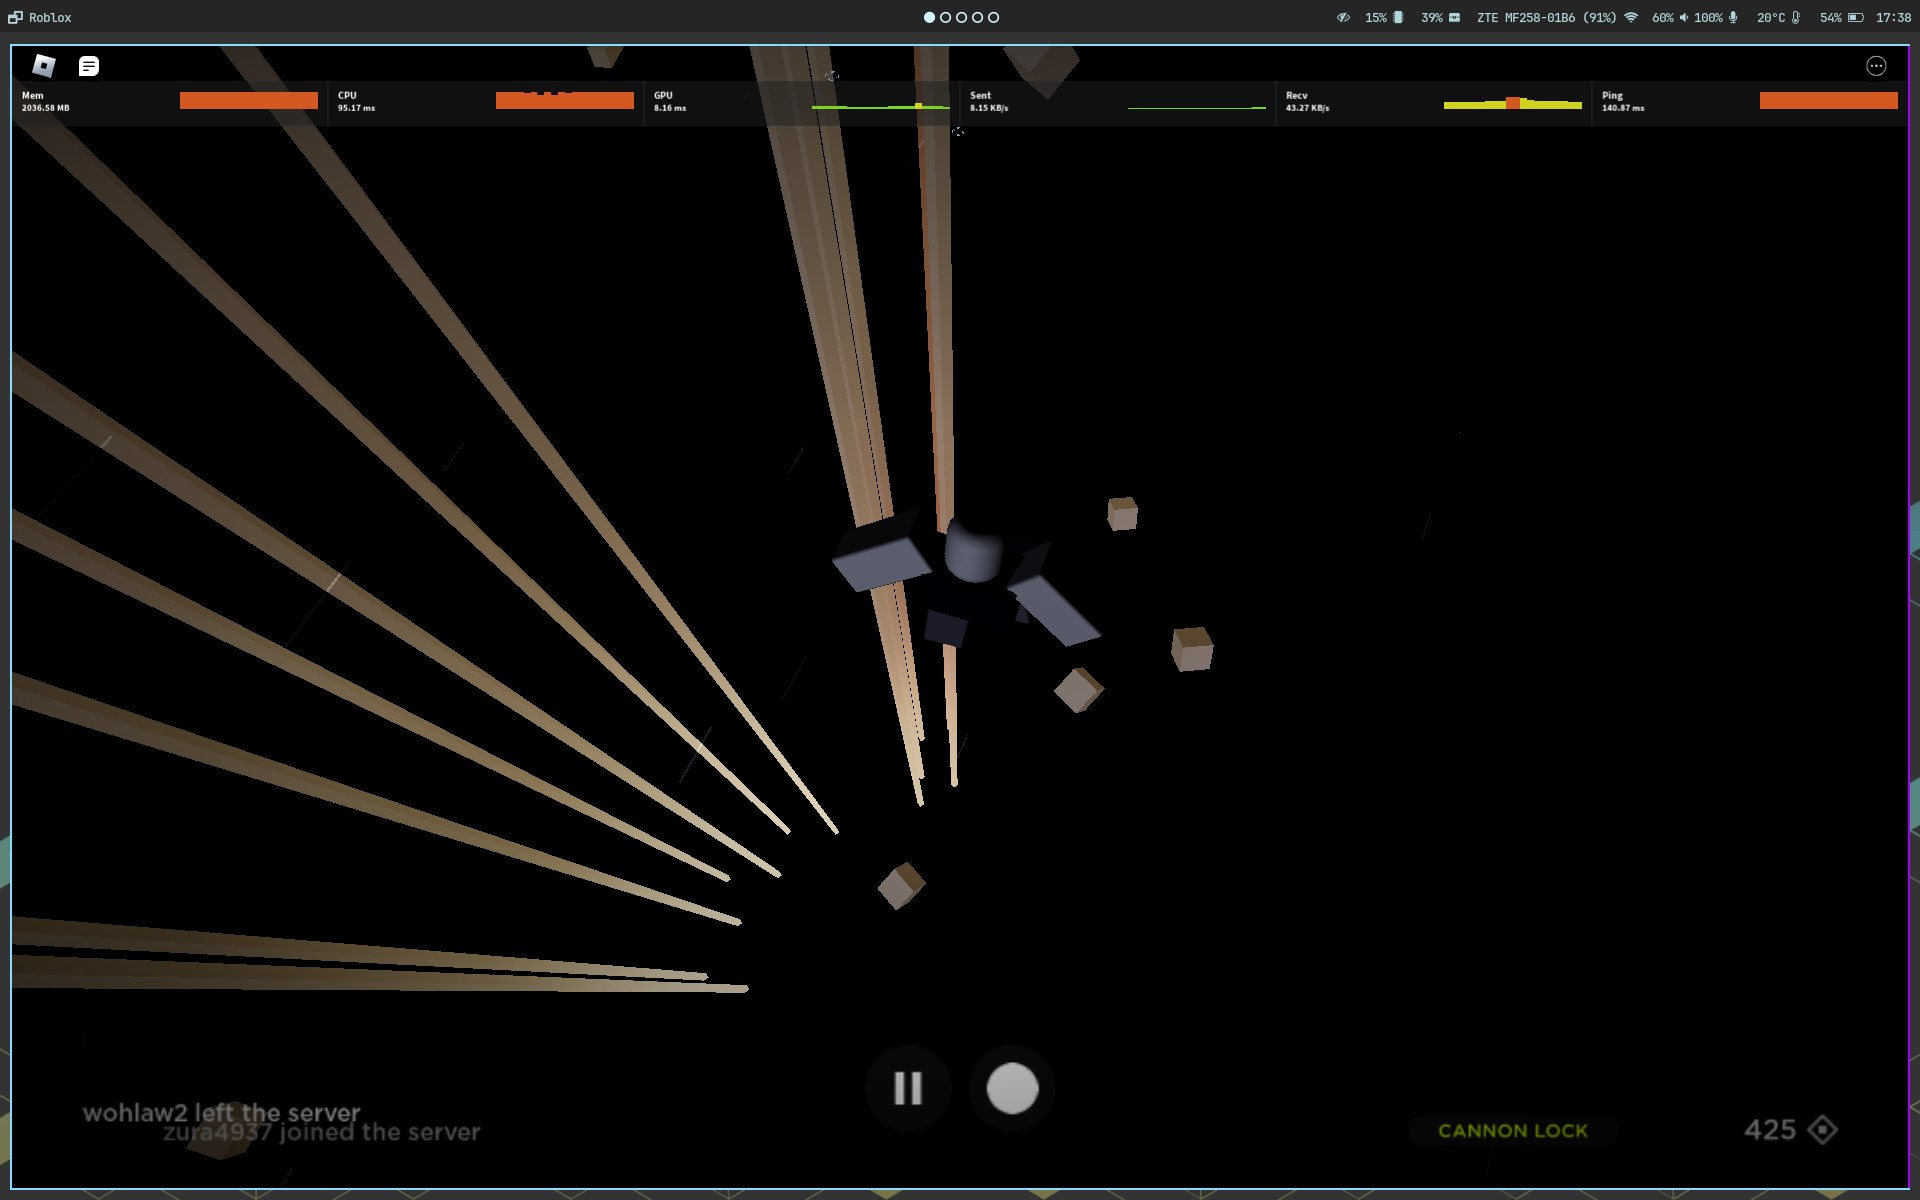 Roblox
15%
39%
ZTE MF258-01B6 (91%)
60%
100%
20°C
54%
17:38
Mem
2036.58 MB
CPU
95.17 ms
GPU
8.16 ms
Sent
8.15 KB/s
Recv
43.27 KB/s
Ping
140.87 ms
wohlaw2 left the server
zura4937 joined the server
CANNON LOCK
425